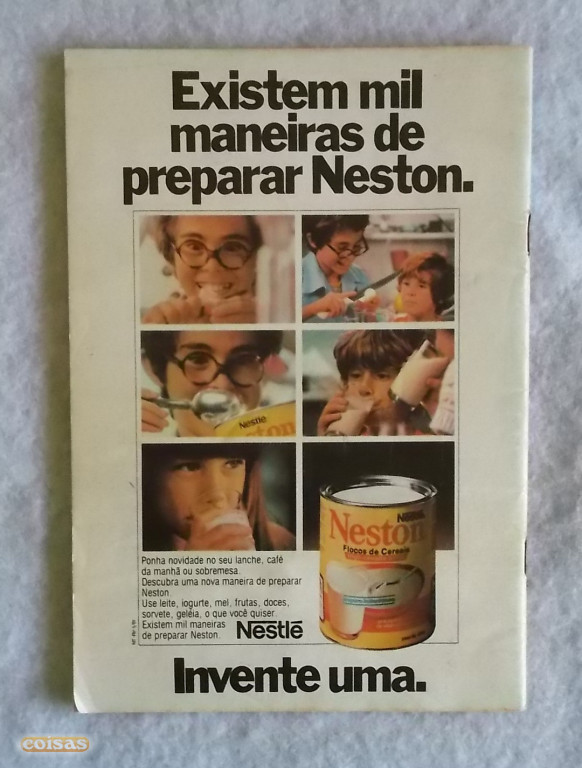 Existem mil
maneiras de
preparar Neston.
Nestlé
ton
Nestlé
Neston
Flocos de Cereais
Ponha novidade no seu lanche, café
da manhã ou sobremesa.
Descubra uma nova maneira de preparar
Neston.
Use leite, iogurte, mel, frutas, doces,
sorvete, geléia, o que você quiser.
Existem mil maneiras
de preparar Neston.
Nestlé
Invente uma.
coisas